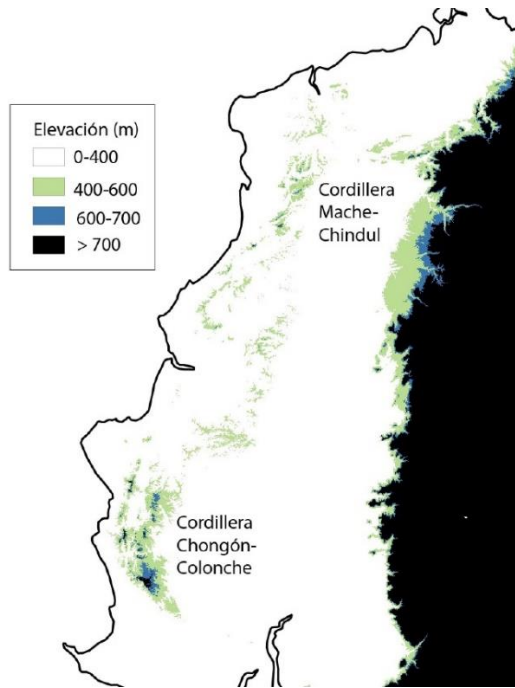 Elevación (m)
0-400
400-600
600-700
> 700
Cordillera
Mache-
Chindul
Cordillera
Chongón-
Colonche